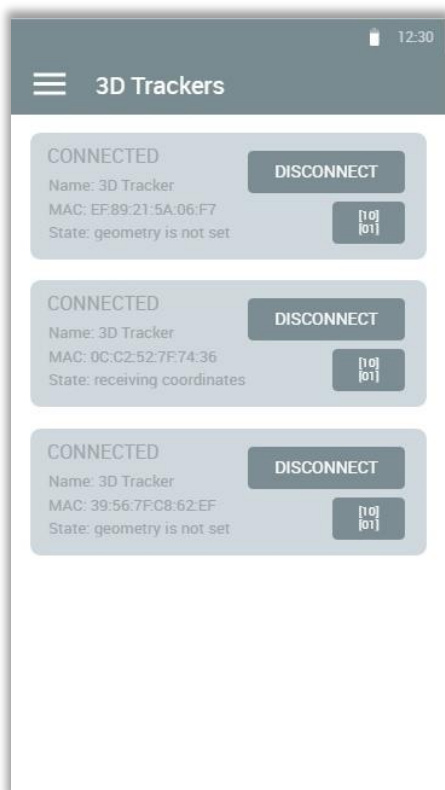 12:30
3D Trackers
CONNECTED
DISCONNECT
Name: 3D Tracker
MAC: EF:89:21:5A:06:F7
[10]
State: geometry is not set
[01]
CONNECTED
DISCONNECT
Name: 3D Tracker
MAC: 0C:C2:52:7F:74:36
[10]
State: receiving coordinates
[01]
CONNECTED
DISCONNECT
Name: 3D Tracker
MAC: 39:56:7F:C8:62:EF
[10]
State: geometry is not set
[01]